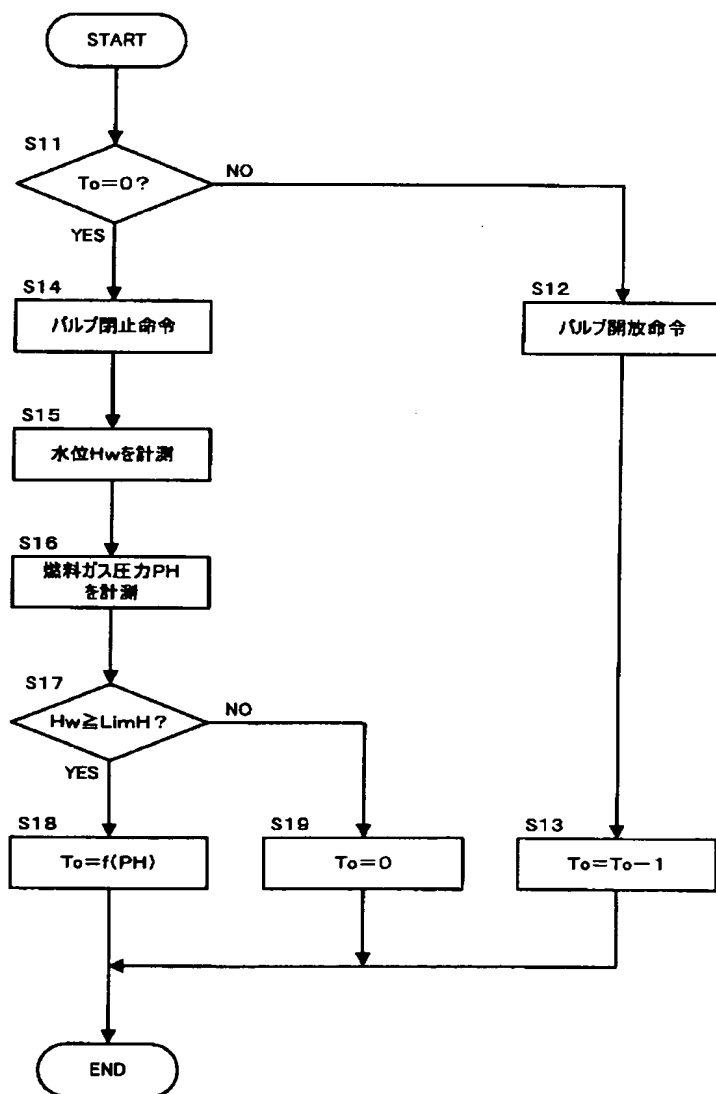 START
S11
To=0?
NO
YES
S14
バルブ閉止命令
S12
バルブ開放命令
S15
水位Hwを計測
S16
燃料ガス圧力PH
を計測
S17
Hw≧LimH?
NO
YES
S18
To=f(PH)
S19
To=0
S13
To=To−1
END